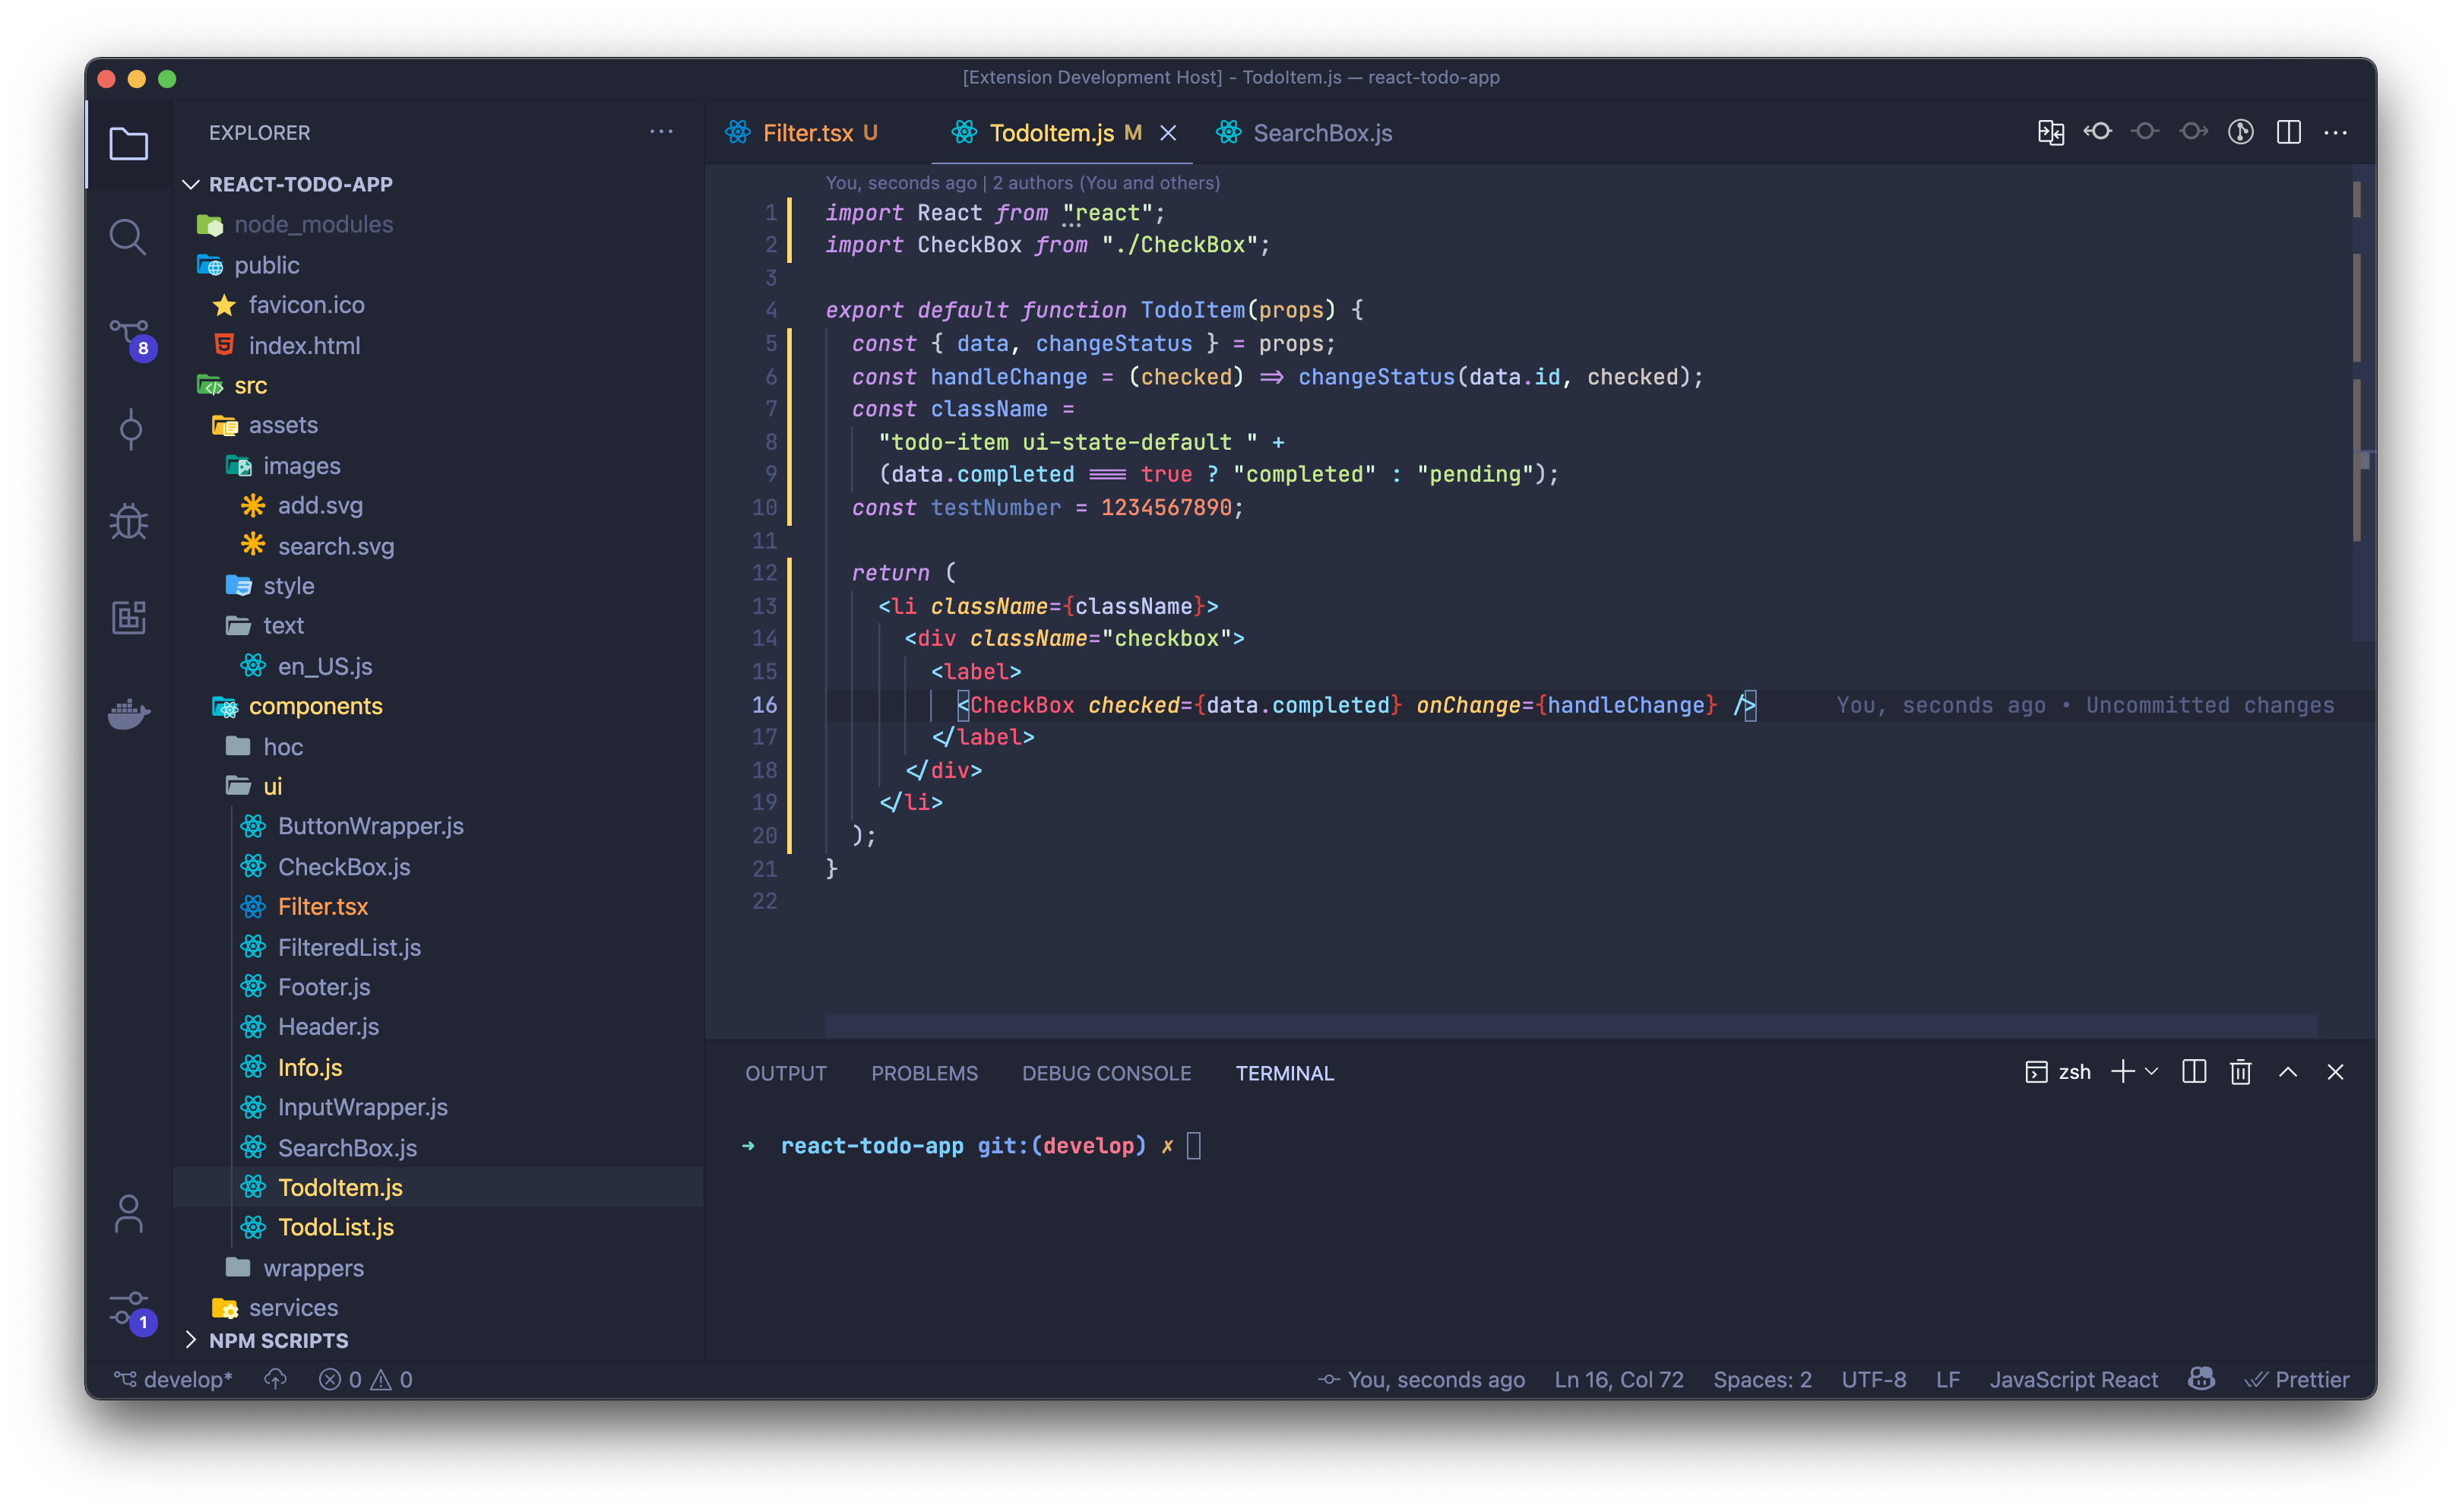 [Extension Development Host] - TodoItem.js — react-todo-app
EXPLORER
REACT-TODO-APP
node_modules
public
favicon.ico
index.html
src
assets
images
add.svg
search.svg
style
text
en_US.js
components
hoc
ui
ButtonWrapper.js
CheckBox.js
Filter.tsx
FilteredList.js
Footer.js
Header.js
Info.js
InputWrapper.js
SearchBox.js
TodoItem.js
TodoList.js
wrappers
services
NPM SCRIPTS
8
1
Filter.tsx U
TodoItem.js M
SearchBox.js
You, seconds ago | 2 authors (You and others)
1 import React from "react";
2 import CheckBox from "./CheckBox";
3
4 export default function TodoItem(props) {
5   const { data, changeStatus } = props;
6   const handleChange = (checked) => changeStatus(data.id, checked);
7   const className =
8     "todo-item ui-state-default " +
9     (data.completed === true ? "completed" : "pending");
10   const testNumber = 1234567890;
11
12   return (
13     <li className={className}>
14       <div className="checkbox">
15         <label>
16           <CheckBox checked={data.completed} onChange={handleChange} /> You, seconds ago • Uncommitted changes
17         </label>
18       </div>
19     </li>
20   );
21 }
22
OUTPUT PROBLEMS DEBUG CONSOLE TERMINAL
zsh
➜ react-todo-app git:(develop) ✗
develop* 0 0
You, seconds ago Ln 16, Col 72 Spaces: 2 UTF-8 LF JavaScript React Prettier